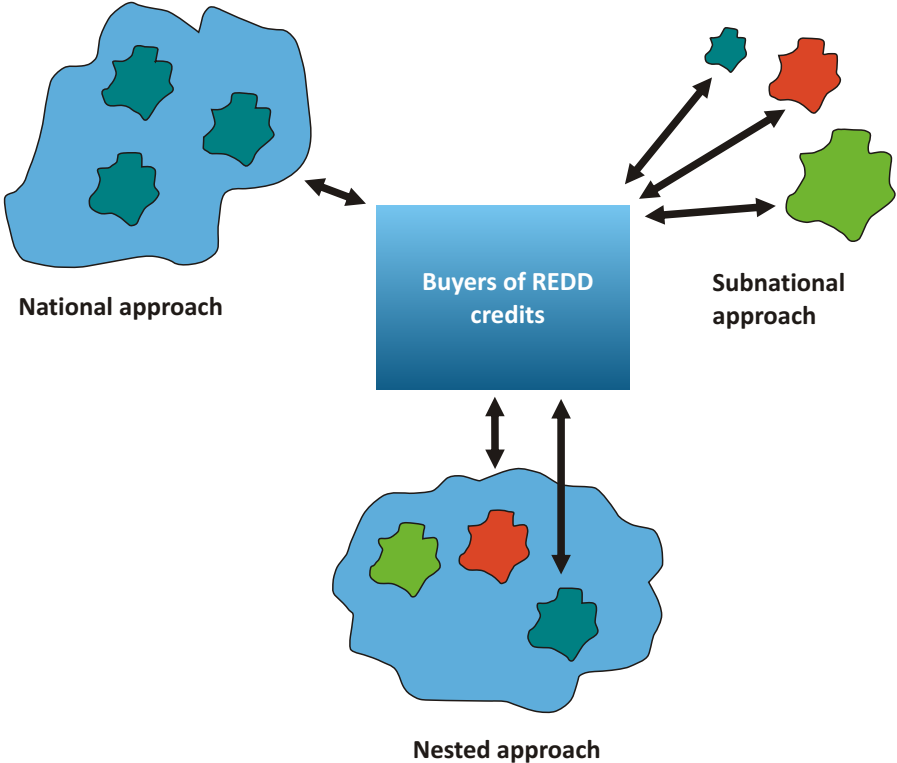 National approach
Buyers of REDD
credits
Subnational
approach
Nested approach